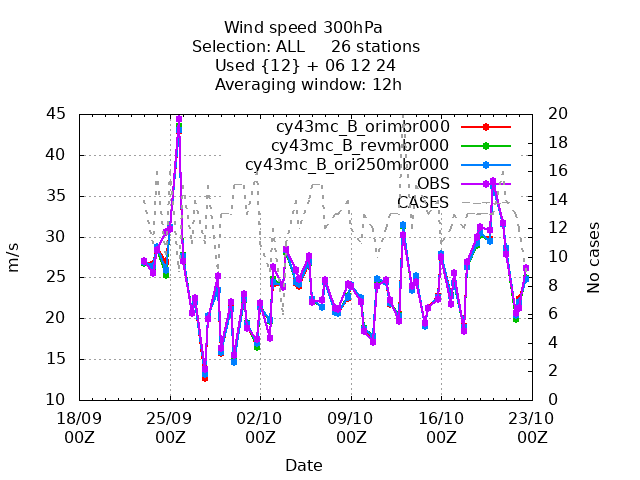 Wind speed 300hPa
Selection: ALL 26 stations
Used {12} + 06 12 24
Averaging window: 12h
cy43mc_B_orimbr000
cy43mc_B_revmbr000
cy43mc_B_ori250mbr000
OBS
CASES
45
40
35
30
25
20
15
10
m/s
20
18
16
14
12
10
8
6
4
2
0
No cases
18/09 25/09 02/10 09/10 16/10 23/10
00Z 00Z 00Z 00Z 00Z 00Z
Date